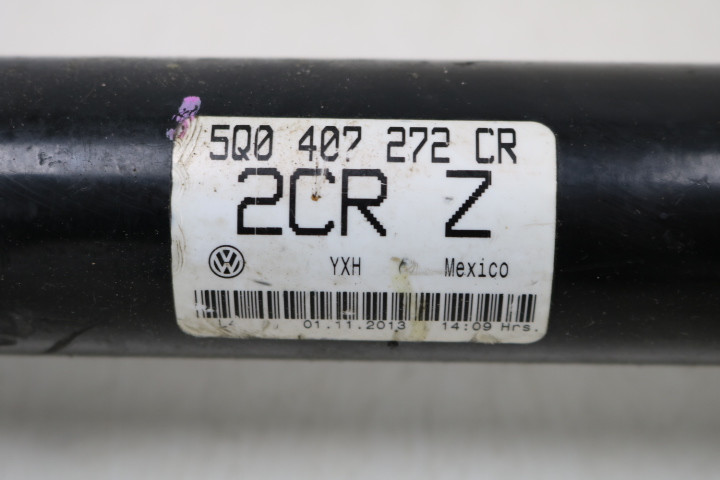 5Q0 407 272 CR
2CR Z
YXH Mexico
01.11.2013 14:09 Hrs.